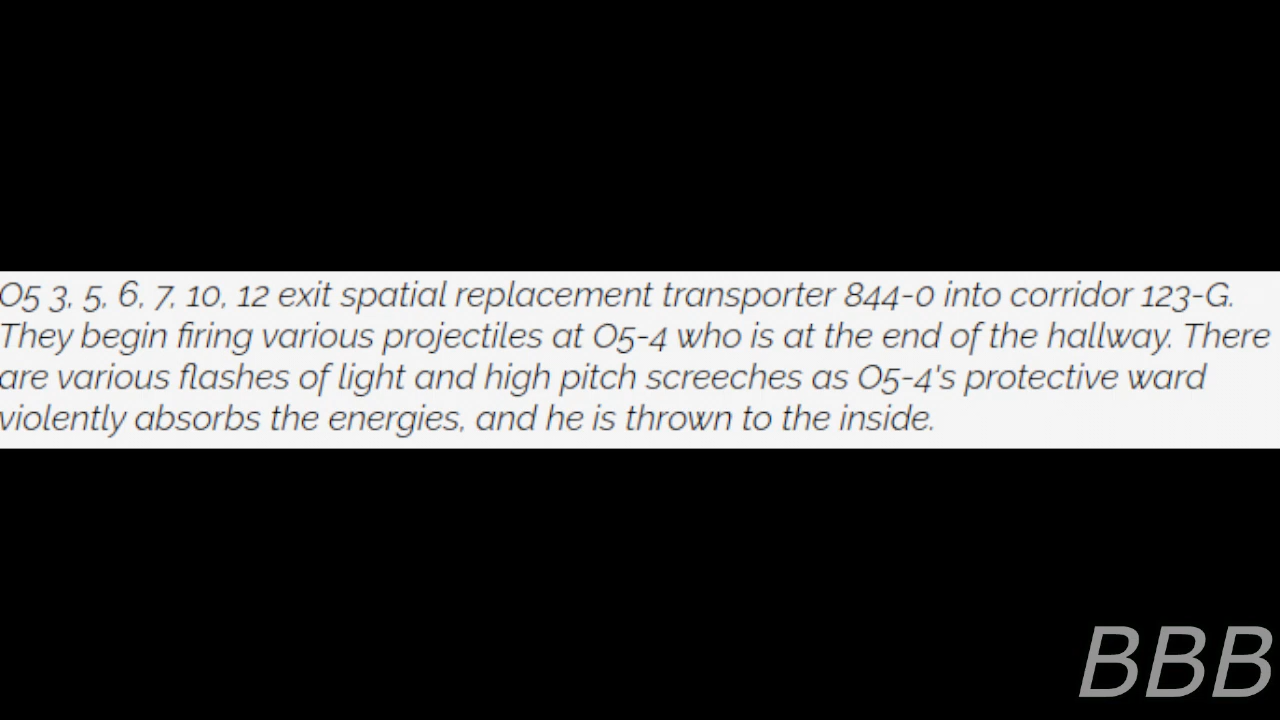 O5 3, 5, 6, 7, 10, 12 exit spatial replacement transporter 844-0 into corridor 123-G.
They begin firing various projectiles at O5-4 who is at the end of the hallway. There
are various flashes of light and high pitch screeches as O5-4's protective ward
violently absorbs the energies, and he is thrown to the inside.
BBB